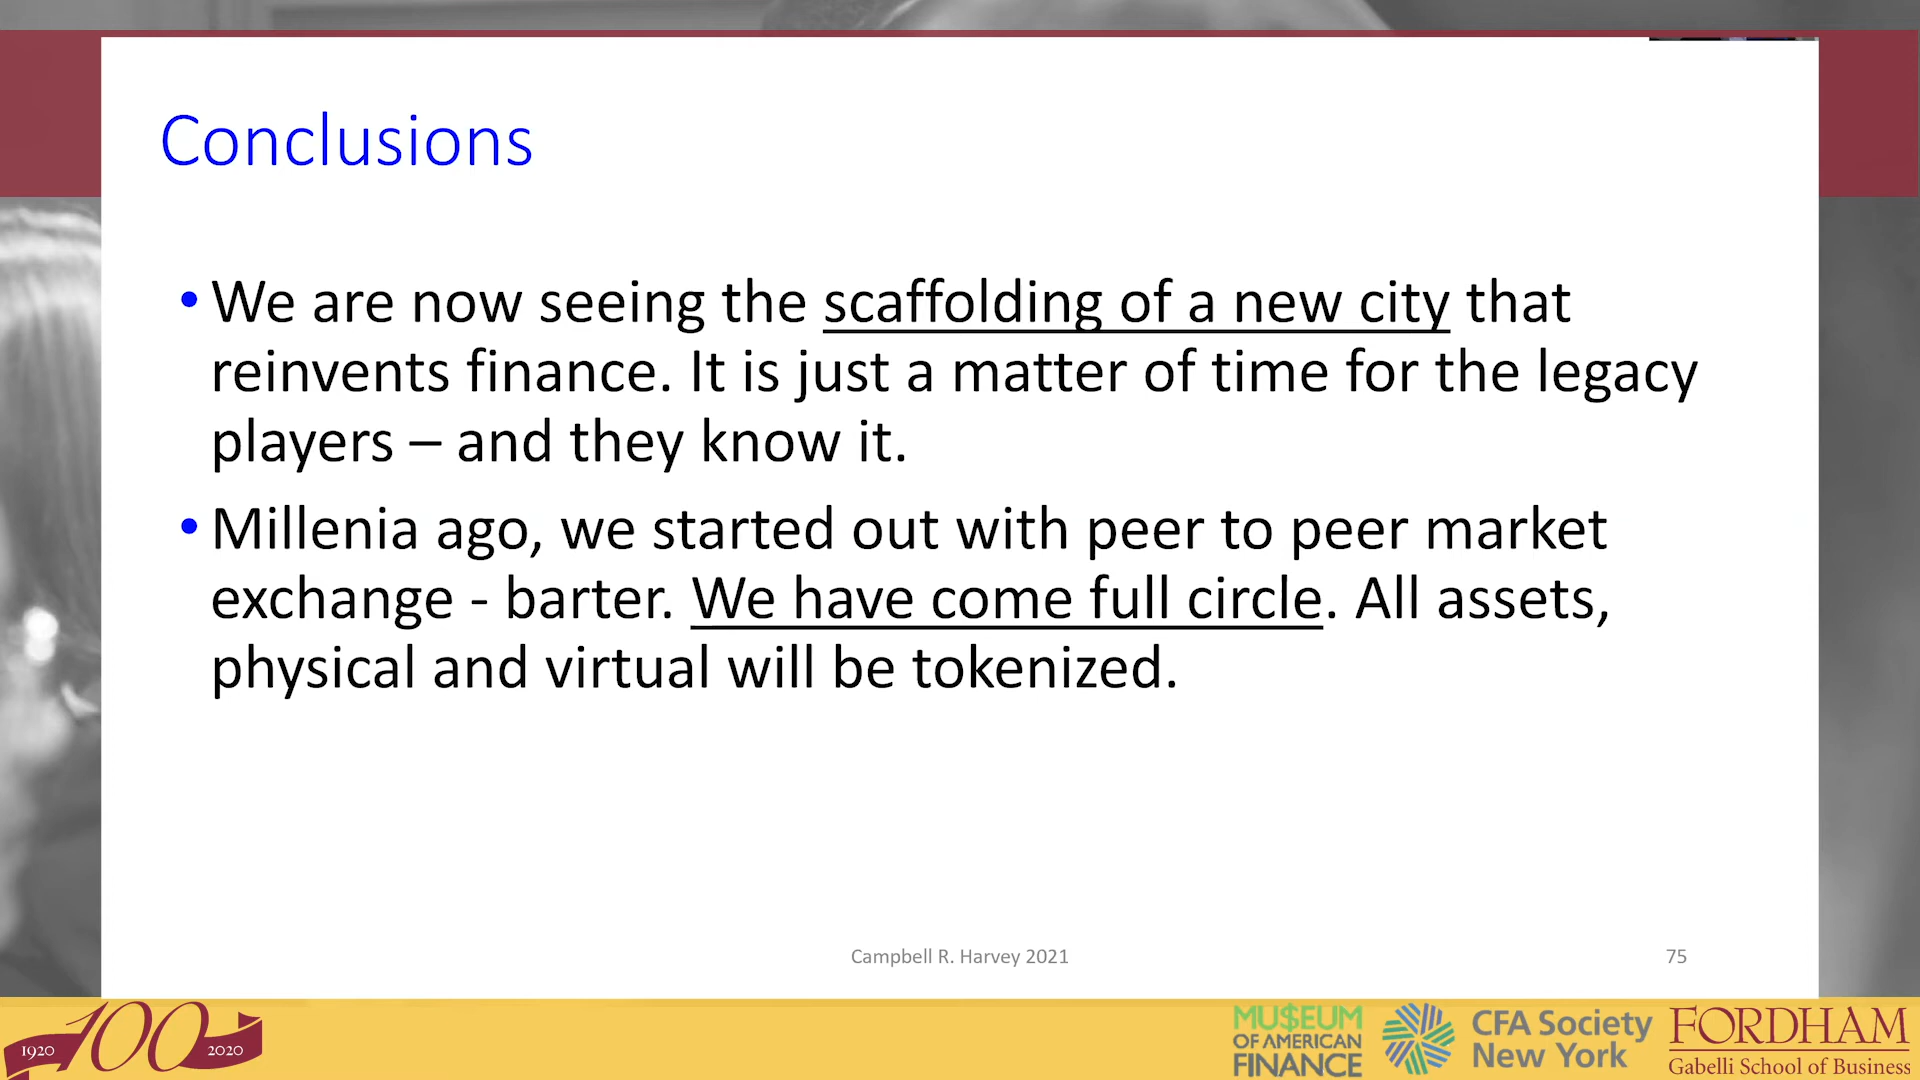 Conclusions
• We are now seeing the scaffolding of a new city that
reinvents finance. It is just a matter of time for the legacy
players – and they know it.
• Millenia ago, we started out with peer to peer market
exchange - barter. We have come full circle. All assets,
physical and virtual will be tokenized.
Campbell R. Harvey 2021
75
1920 100 2020
MU$EUM
OF AMERICAN
FINANCE
CFA Society
New York
FORDHAM
Gabelli School of Business